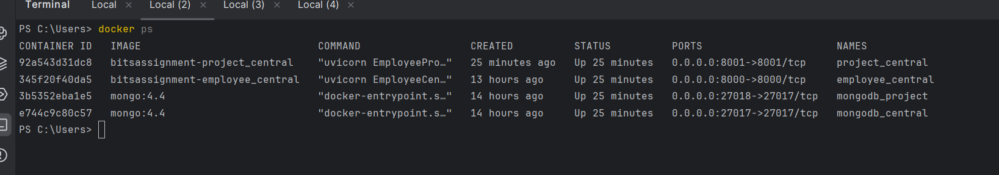 Terminal Local × Local (2) × Local (3) × Local (4) ×
PS C:\Users> docker ps
CONTAINER ID IMAGE COMMAND CREATED STATUS PORTS NAMES
92a543d31dc8 bitsassignment-project_central "uvicorn EmployeePro…" 25 minutes ago Up 25 minutes 0.0.0.0:8001->8001/tcp project_central
345f20f40da5 bitsassignment-employee_central "uvicorn EmployeeCen…" 13 hours ago Up 25 minutes 0.0.0.0:8000->8000/tcp employee_central
3b5352eba1e5 mongo:4.4 "docker-entrypoint.s…" 14 hours ago Up 25 minutes 0.0.0.0:27018->27017/tcp mongodb_project
e744c9c80c57 mongo:4.4 "docker-entrypoint.s…" 14 hours ago Up 25 minutes 0.0.0.0:27017->27017/tcp mongodb_central
PS C:\Users>